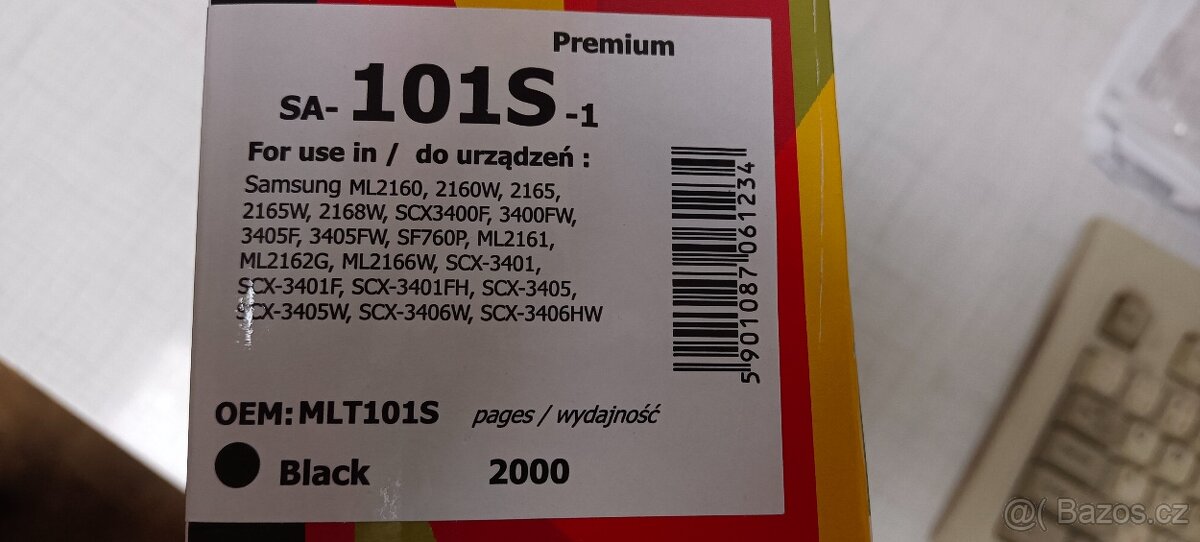 Premium
SA-101S-1
For use in / do urządzeń :
Samsung ML2160, 2160W, 2165,
2165W, 2168W, SCX3400F, 3400FW,
3405F, 3405FW, SF760P, ML2161,
ML2162G, ML2166W, SCX-3401,
SCX-3401F, SCX-3401FH, SCX-3405,
SCX-3405W, SCX-3406W, SCX-3406HW
5901087061234
OEM: MLT101S pages / wydajność
Black 2000
@( Bazos.cz